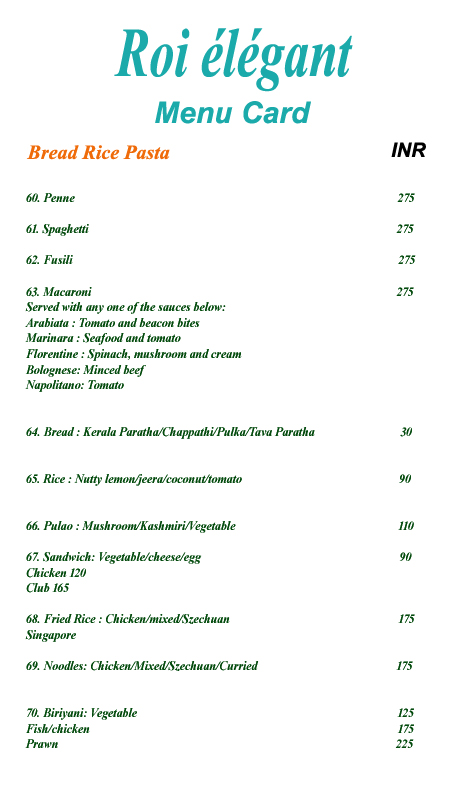 Roi élégant
Menu Card
Bread Rice Pasta INR
60. Penne 275
61. Spaghetti 275
62. Fusili 275
63. Macaroni 275
Served with any one of the sauces below:
Arabiata : Tomato and beacon bites
Marinara : Seafood and tomato
Florentine : Spinach, mushroom and cream
Bolognese: Minced beef
Napolitano: Tomato
64. Bread : Kerala Paratha/Chappathi/Pulka/Tava Paratha 30
65. Rice : Nutty lemon/jeera/coconut/tomato 90
66. Pulao : Mushroom/Kashmiri/Vegetable 110
67. Sandwich: Vegetable/cheese/egg 90
Chicken 120
Club 165
68. Fried Rice : Chicken/mixed/Szechuan 175
Singapore
69. Noodles: Chicken/Mixed/Szechuan/Curried 175
70. Biriyani: Vegetable 125
Fish/chicken 175
Prawn 225